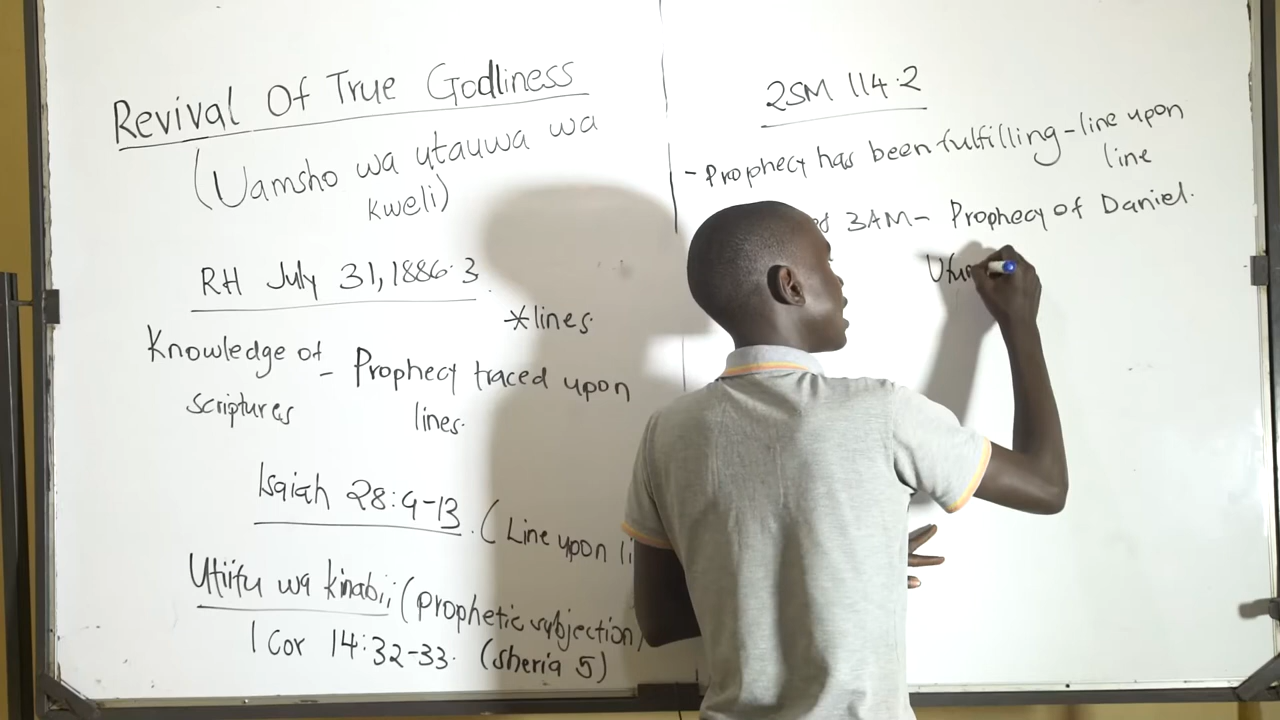 Revival Of True Godliness
(Uamsho wa utauwa wa
kweli)
RH July 31, 1886.3
*lines.
Knowledge of - Prophecy traced upon
scriptures lines.
Isaiah 28:9-13. (Line upon
Utiitu wa kinabii (prophetic subjection)
1 Cor 14:32-33. (sheria 5)
2SM 114.2
- Prophecy has been fulfilling - line upon
line
3AM - Prophecy of Daniel.